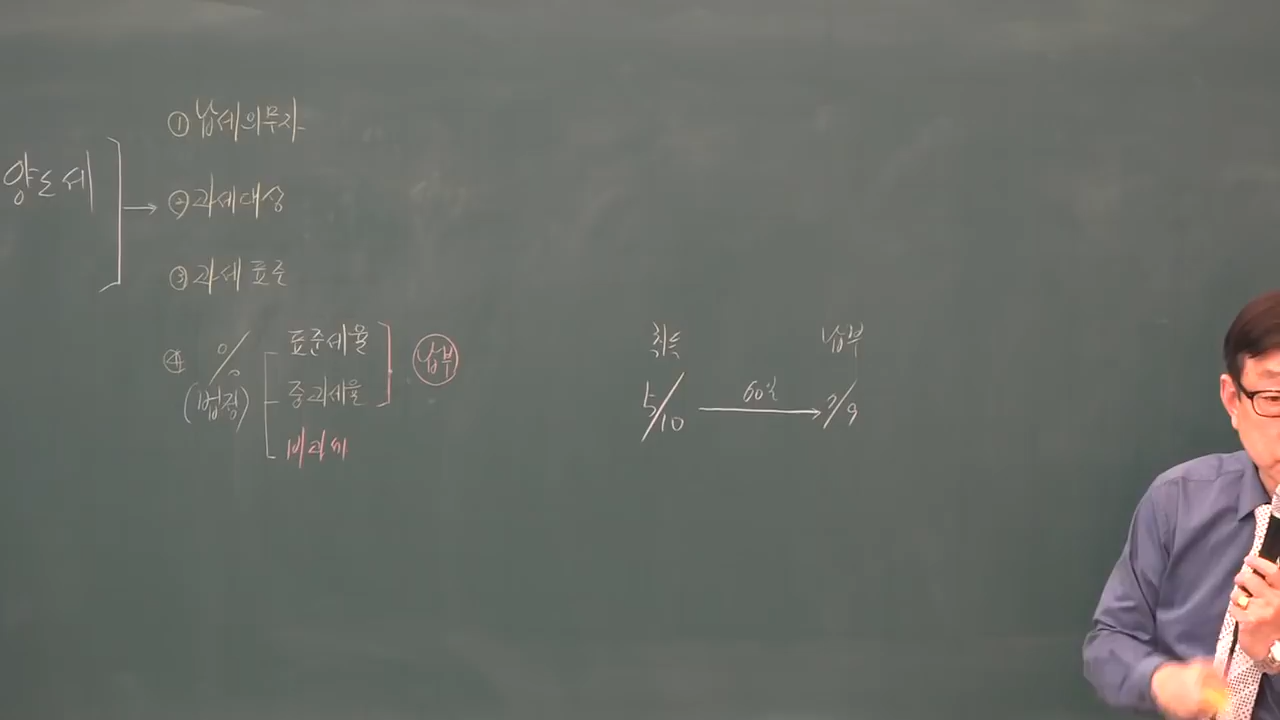 양도세
① 납세의무자
② 과세대상
③ 과세표준
④ %
(법정)
표준세율
중과세율
비과세
납부
취득
5/10
60일
납부
7/9